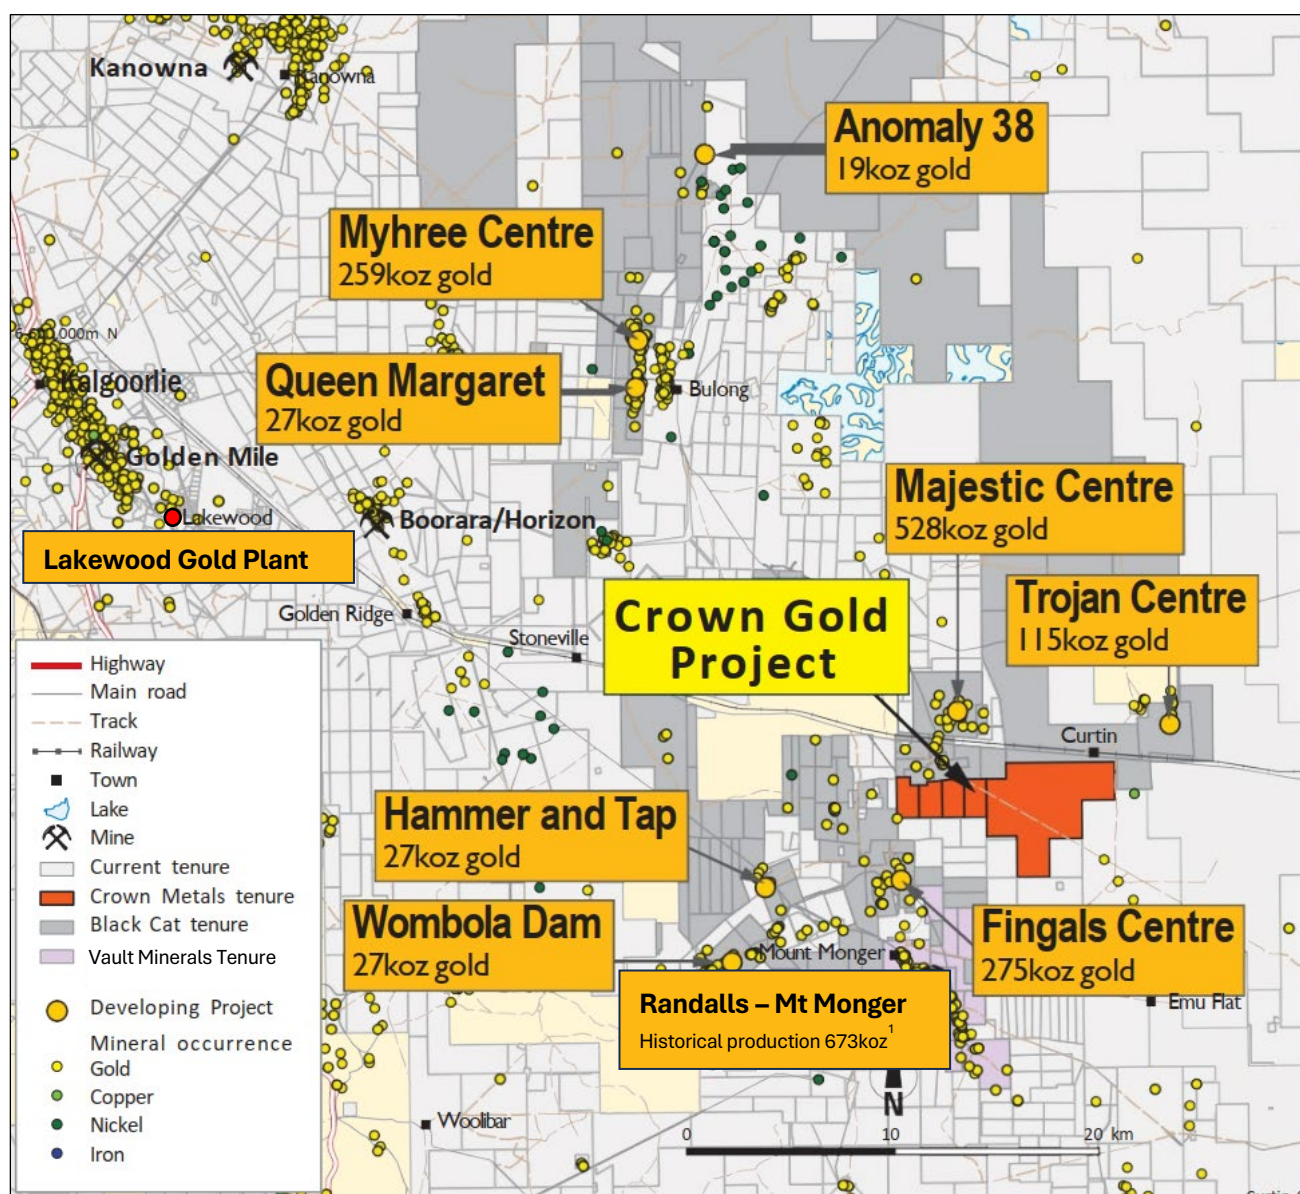 Kanowna
Kanowna
Anomaly 38
19koz gold
Myhree Centre
259koz gold
000m N
Kalgoorlie
Queen Margaret
27koz gold
Bulong
Golden Mile
Majestic Centre
528koz gold
Lakewood
Boorara/Horizon
Lakewood Gold Plant
Crown Gold
Project
Trojan Centre
115koz gold
Golden Ridge
Stoneville
Curtin
Highway
Main road
Track
Railway
Town
Lake
Mine
Current tenure
Crown Metals tenure
Black Cat tenure
Vault Minerals Tenure
Developing Project
Mineral occurrence
Gold
Copper
Nickel
Iron
Hammer and Tap
27koz gold
Wombola Dam
27koz gold
Mount Monger
Fingals Centre
275koz gold
Randalls – Mt Monger
Historical production 673koz¹
Emu Flat
N
Woolibar
0 10 20 km